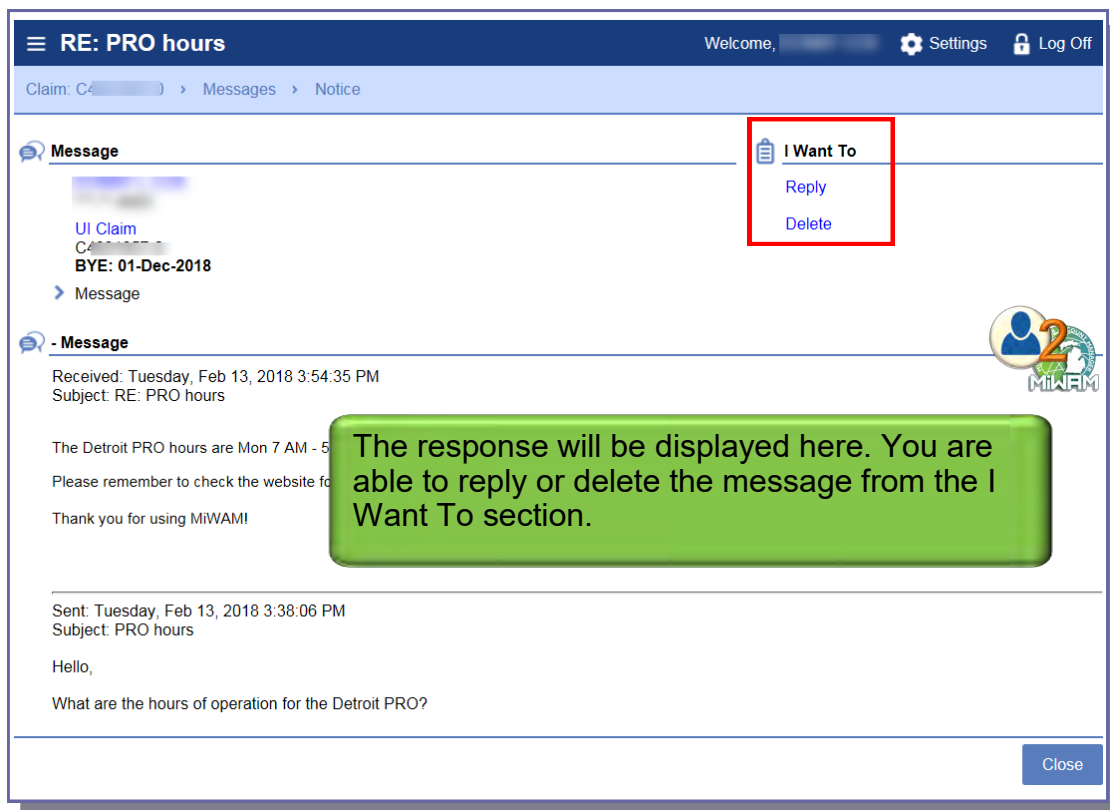 RE: PRO hours
Welcome,
Settings
Log Off
Claim: C4
Messages
Notice
Message
I Want To
Reply
Delete
UI Claim
BYE: 01-Dec-2018
Message
- Message
2
MiWAM
Received: Tuesday, Feb 13, 2018 3:54:35 PM
Subject: RE: PRO hours
The Detroit PRO hours are Mon 7 AM - 5
Please remember to check the website fo
Thank you for using MiWAM!
The response will be displayed here. You are
able to reply or delete the message from the I
Want To section.
Sent: Tuesday, Feb 13, 2018 3:38:06 PM
Subject: PRO hours
Hello,
What are the hours of operation for the Detroit PRO?
Close